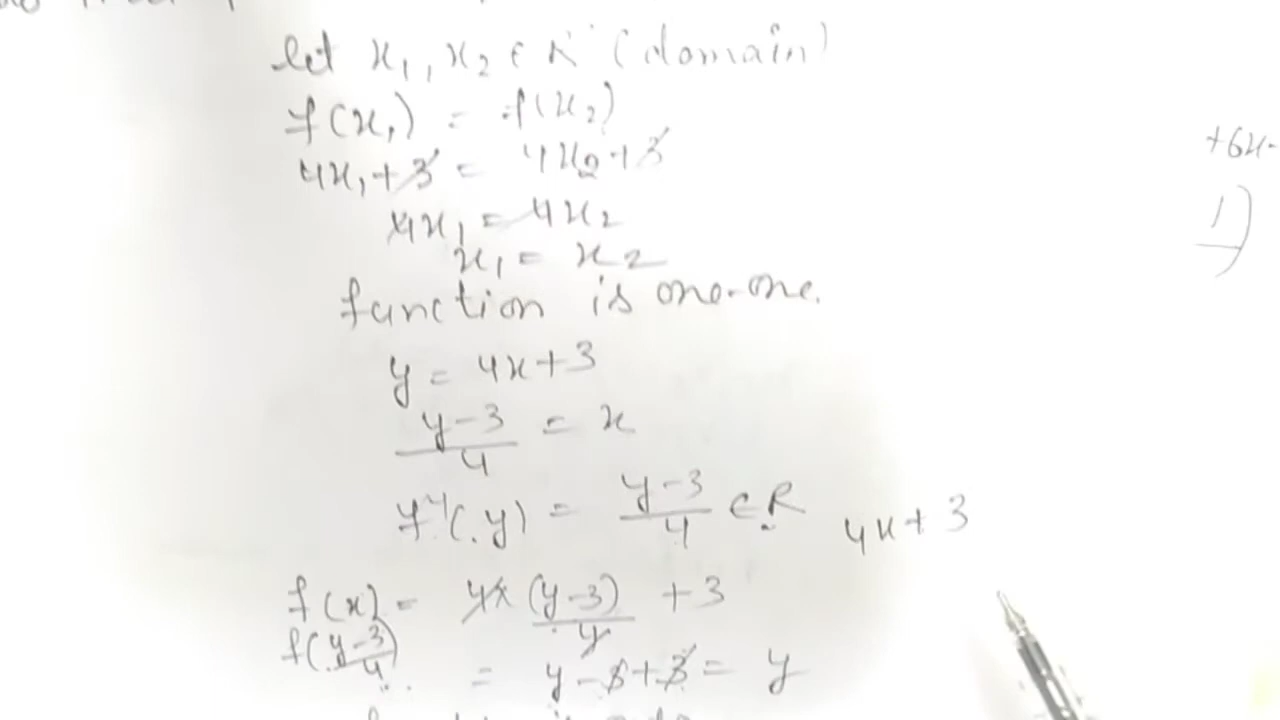 let x₁, x₂ ∈ R (domain)
f(x₁) = f(x₂)
4x₁ + 3 = 4x₂ + 3
4x₁ = 4x₂
x₁ = x₂
function is one-one.
y = 4x + 3
(y-3)/4 = x
f⁻¹(y) = (y-3)/4 ∈ R
4x + 3
f(x) = 4x (y-3)/4 + 3
f((y-3)/4)
= y - 3 + 3 = y
+6x-
1)